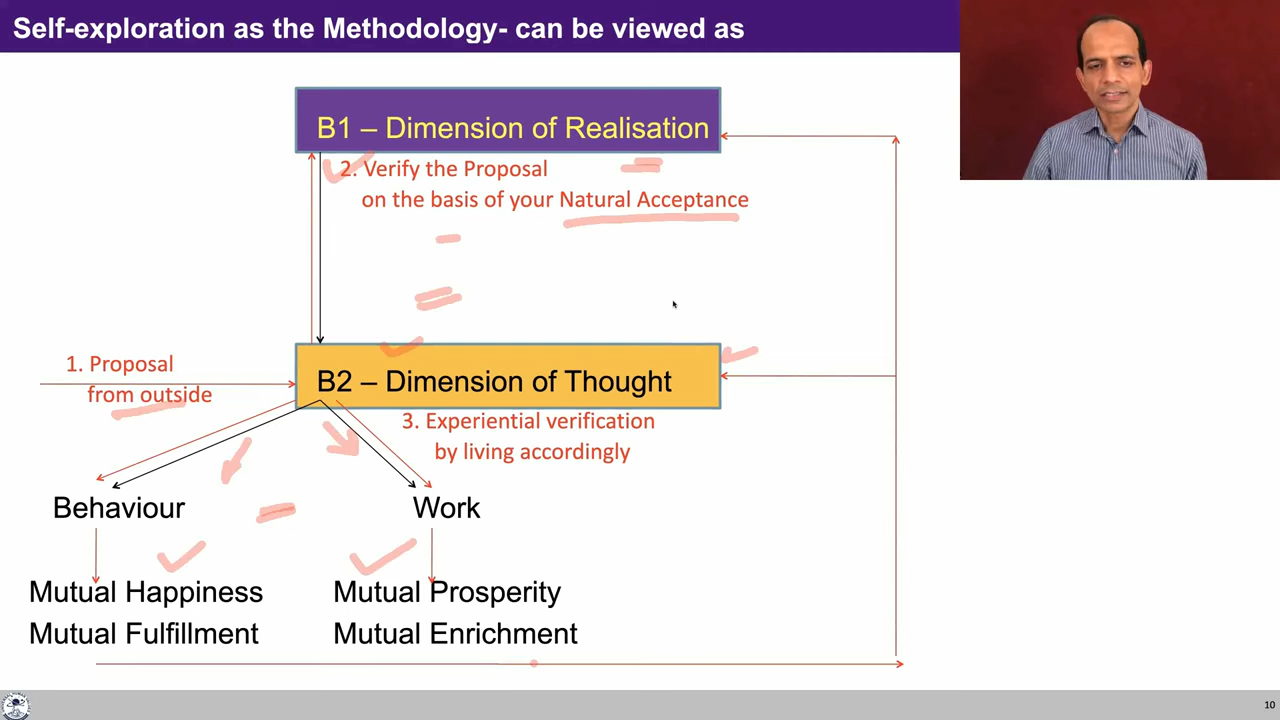 Self-exploration as the Methodology- can be viewed as
B1 – Dimension of Realisation
2. Verify the Proposal
on the basis of your Natural Acceptance
1. Proposal
from outside
B2 – Dimension of Thought
3. Experiential verification
by living accordingly
Behaviour
Work
Mutual Happiness
Mutual Fulfillment
Mutual Prosperity
Mutual Enrichment
10